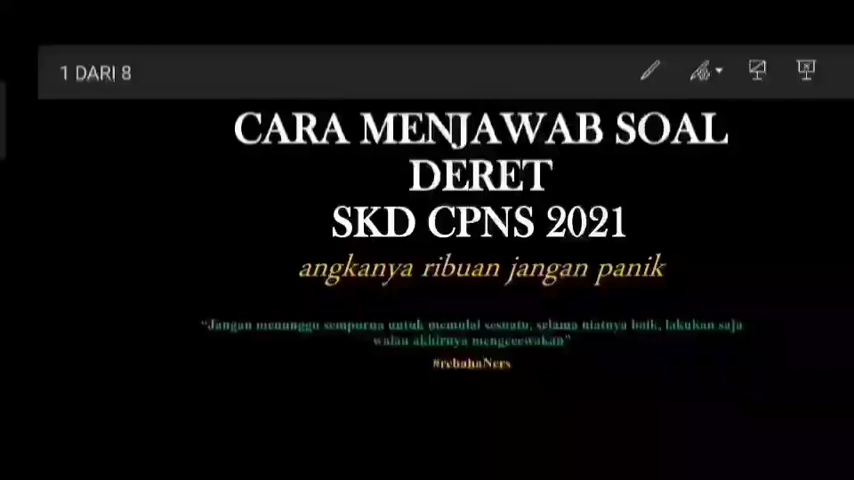 1 DARI 8
CARA MENJAWAB SOAL
DERET
SKD CPNS 2021
angkanya ribuan jangan panik
“Jangan menunggu sempurna untuk memulai sesuatu, selama niatnya baik, lakukan saja
walau akhirnya mengecewakan”
#rebahaNers